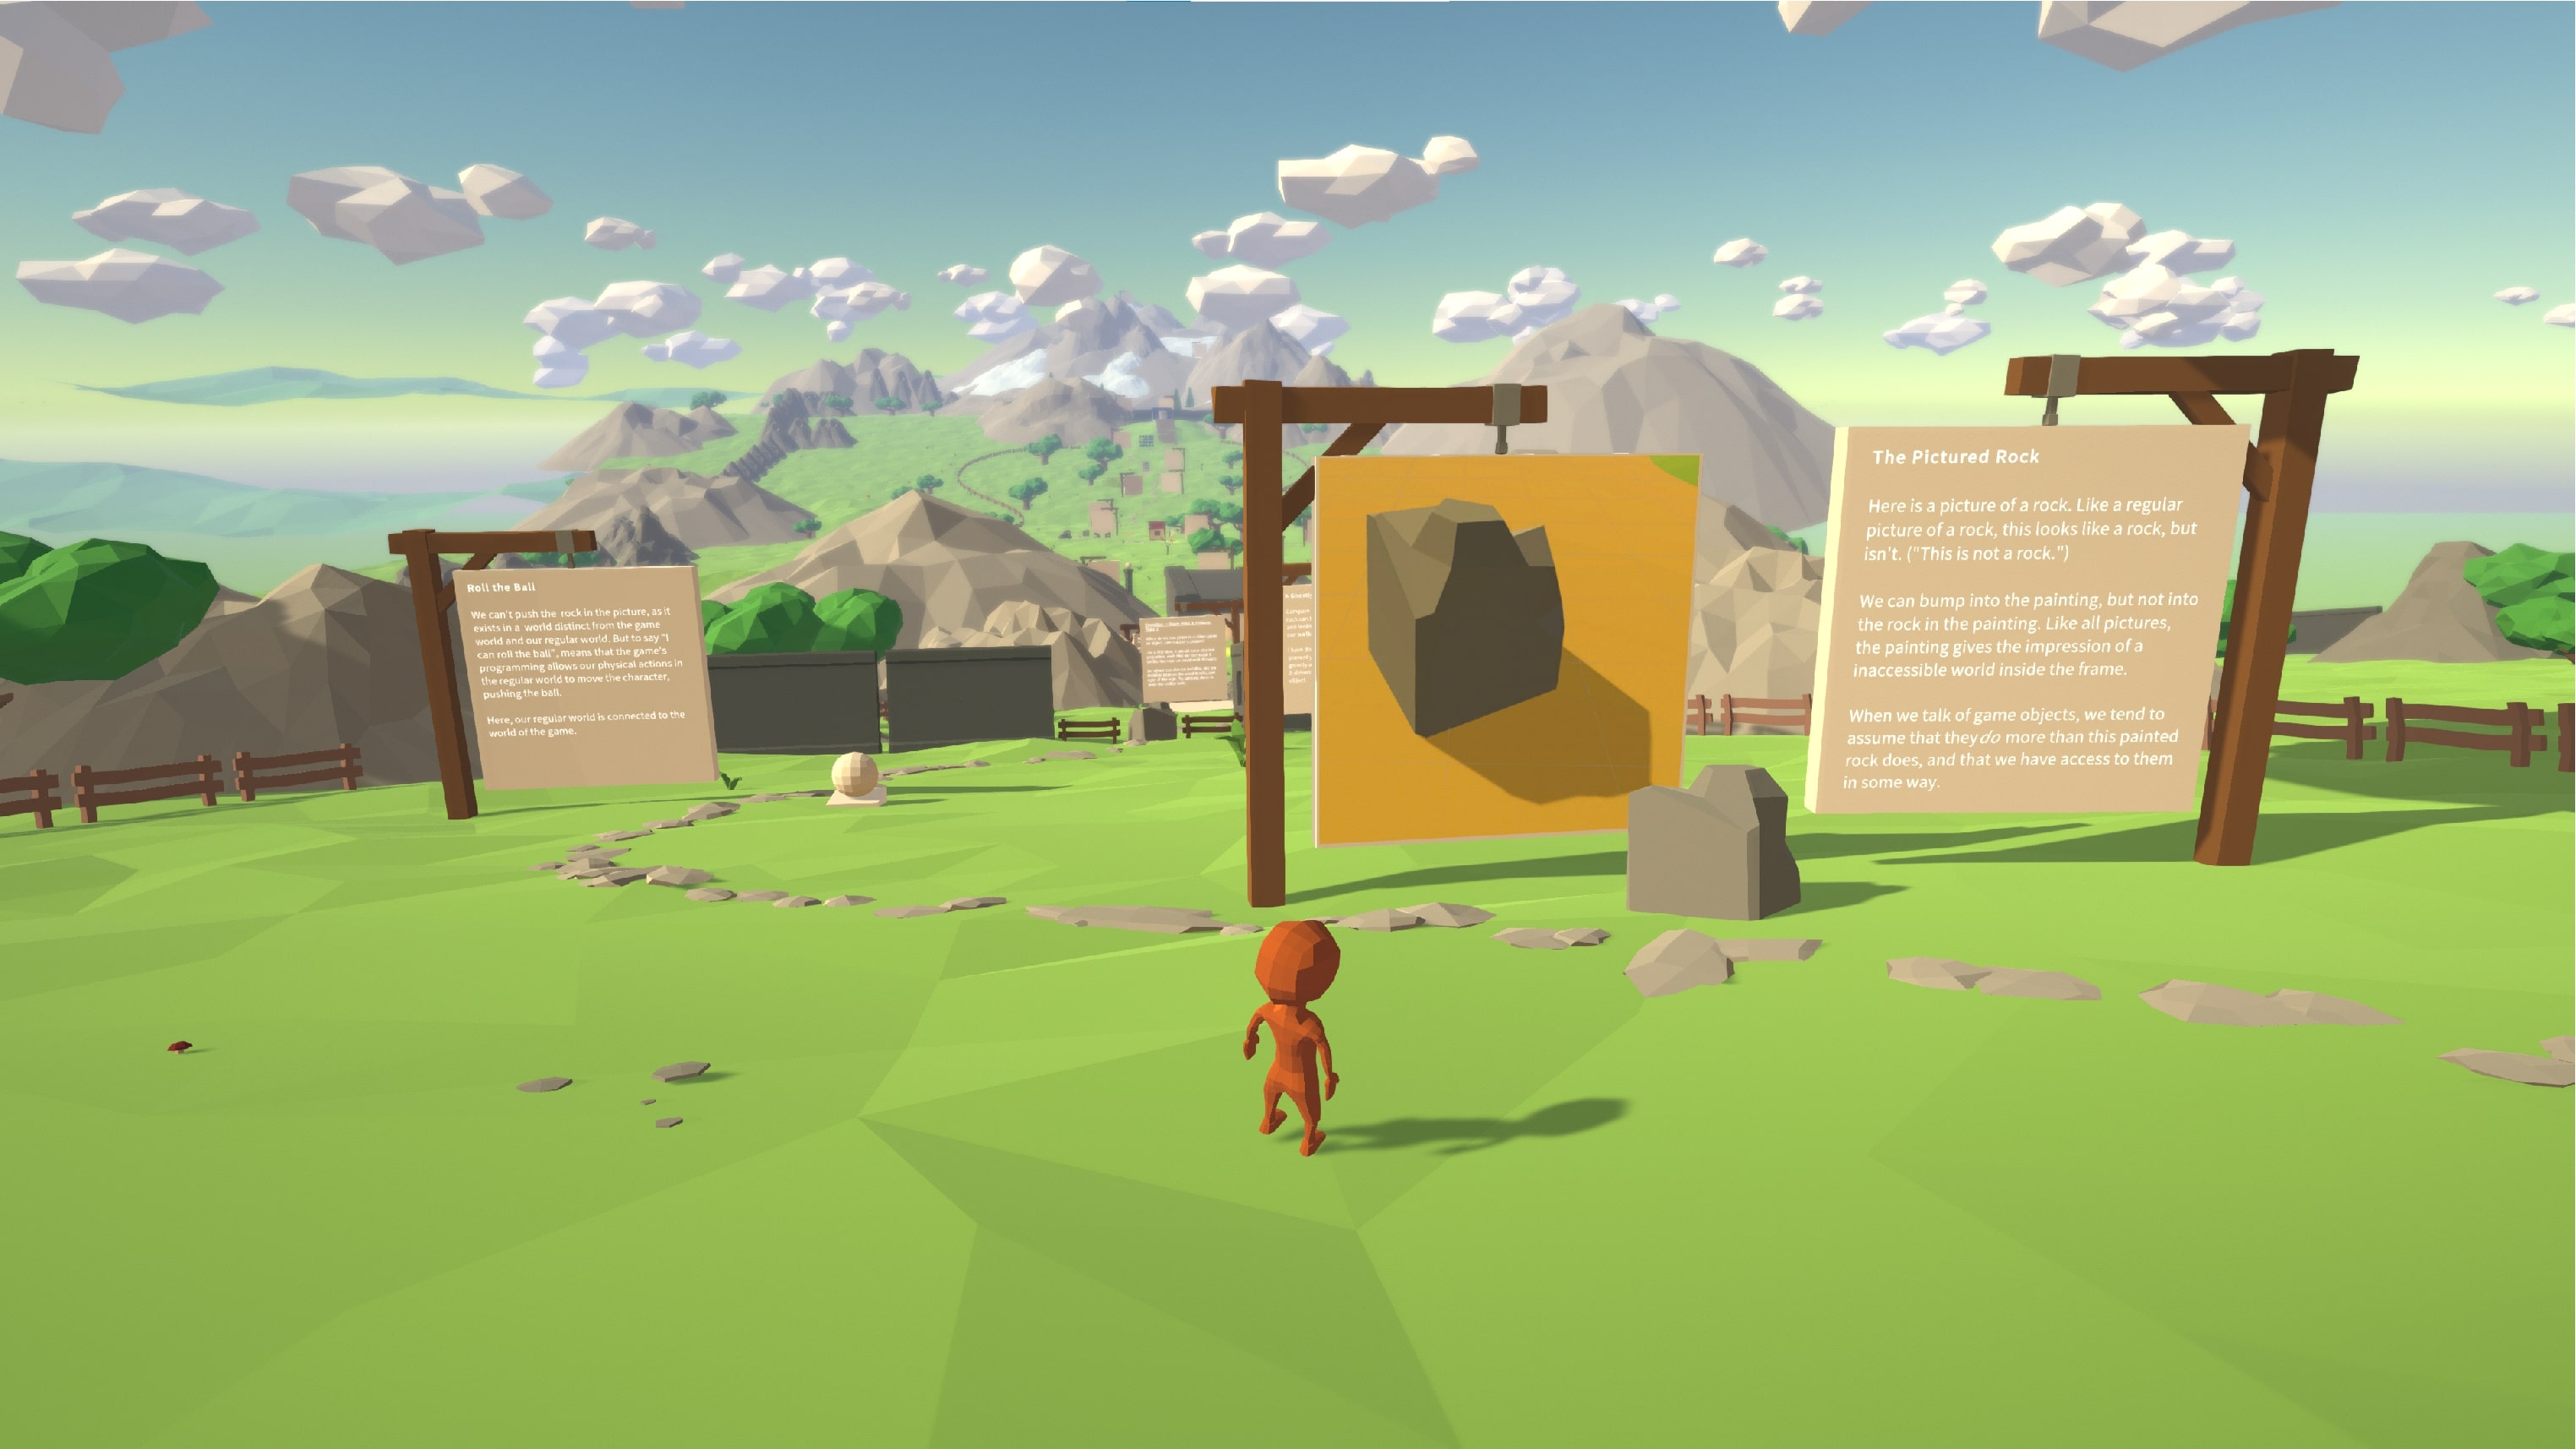 Roll the Ball
We can't push the rock in the picture, as it
exists in a world distinct from the game
world and our regular world. But to say "I
can roll the ball", means that the game's
programming allows our physical actions in
the regular world to move the character,
pushing the ball.
Here, our regular world is connected to the
world of the game.
The Pictured Rock
Here is a picture of a rock. Like a regular
picture of a rock, this looks like a rock, but
isn't. ("This is not a rock.")
We can bump into the painting, but not into
the rock in the painting. Like all pictures,
the painting gives the impression of a
inaccessible world inside the frame.
When we talk of game objects, we tend to
assume that they do more than this painted
rock does, and that we have access to them
in some way.